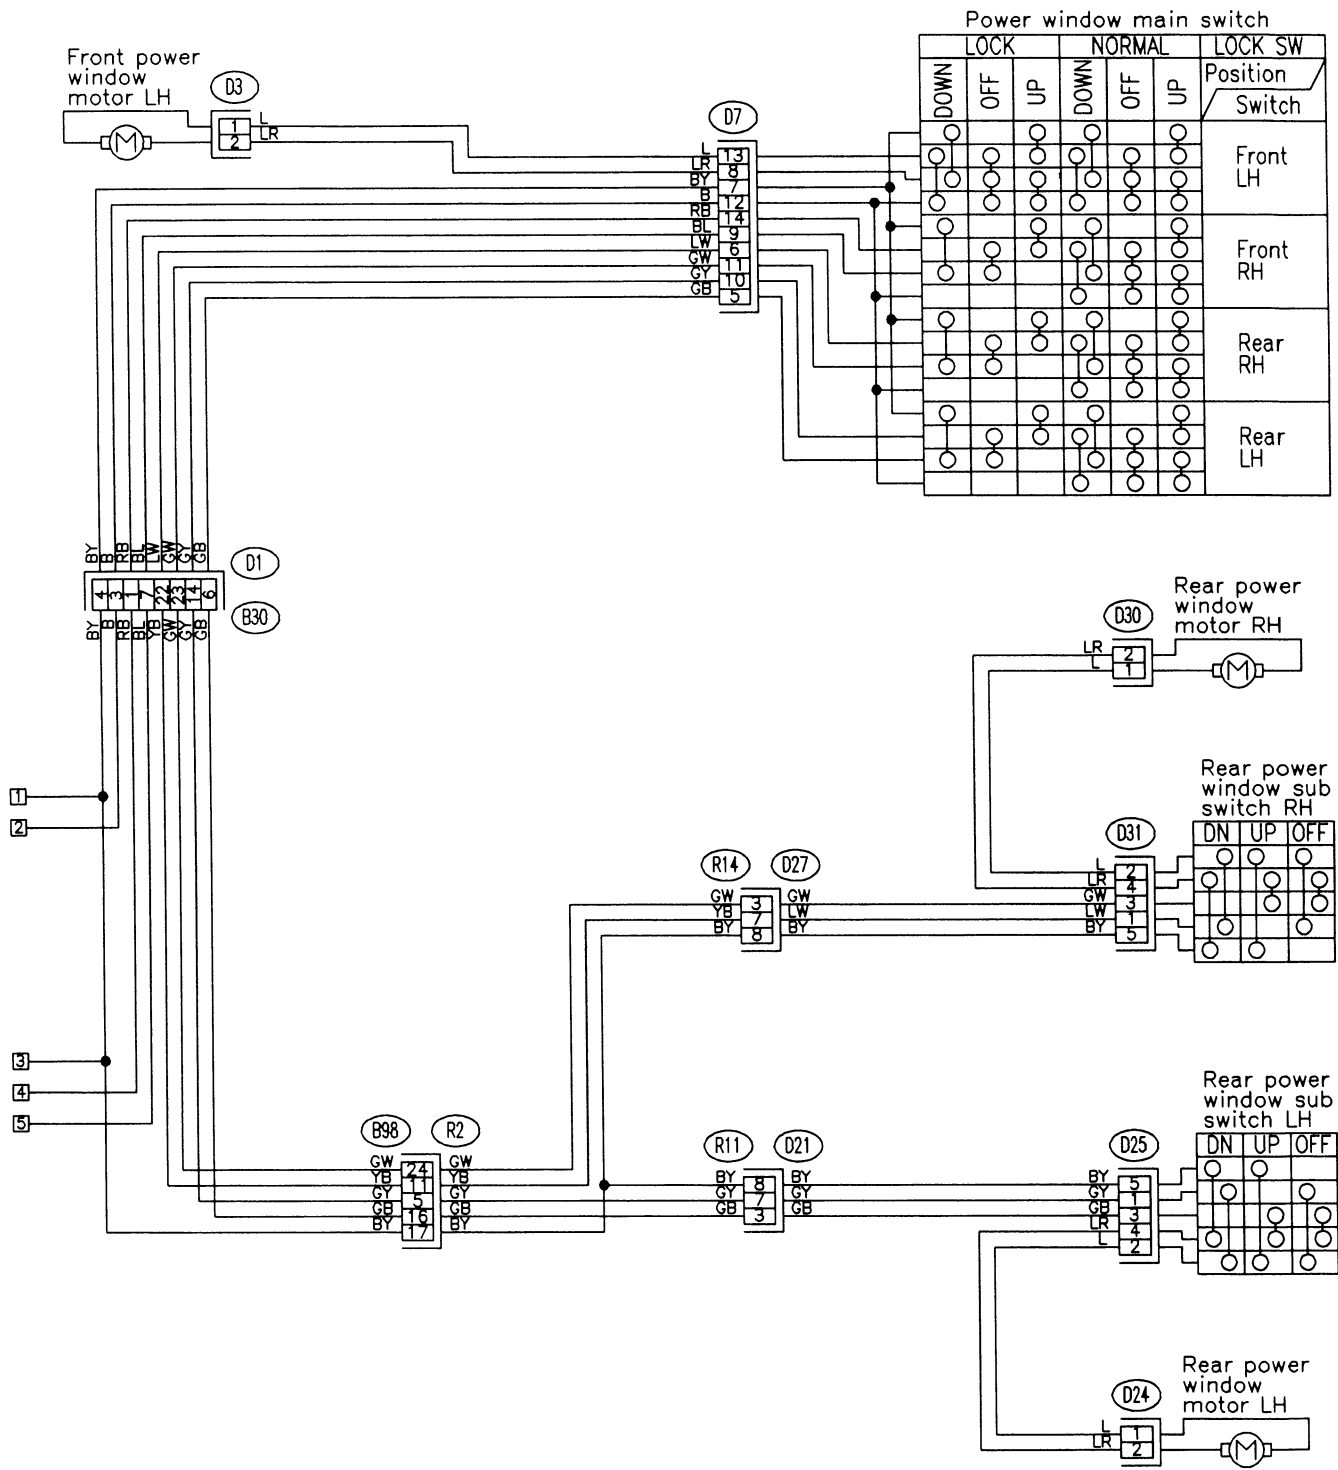 Power window main switch
LOCK NORMAL LOCK SW
DOWN OFF UP DOWN OFF UP Position
Switch
Front
LH
Front
RH
Rear
RH
Rear
LH
Front power
window
motor LH
D3
1 L
2 LR
M
D7
L 13
LR 8
BY 7
B 12
RB 14
BL 9
LW 6
GW 11
GY 10
GB 5
BY B RB BL LW GW GY GB
D1
4 3 1 7 22 23 14 6
B30
BY B RB BL YB GW GY GB
Rear power
window
motor RH
D30
LR 2
L 1
M
1
2
Rear power
window sub
switch RH
DN UP OFF
D31
L 2
LR 4
GW 3
LW 1
BY 5
R14 D27
GW 3 GW
YB 7 LW
BY 8 BY
3
4
5
B98 R2
GW 24 GW
YB 11 YB
GY 5 GY
GB 16 GB
BY 17 BY
R11 D21
BY 8 BY
GY 7 GY
GB 3 GB
Rear power
window sub
switch LH
DN UP OFF
D25
BY 5
GY 1
GB 3
LR 4
L 2
Rear power
window
motor LH
D24
L 1
LR 2
M